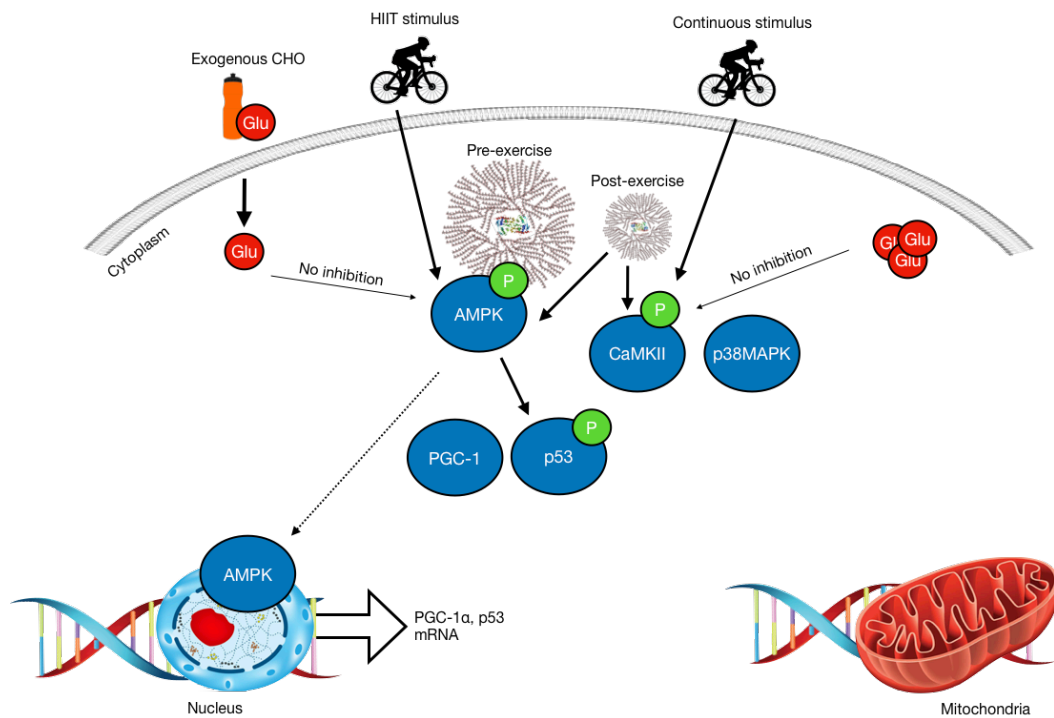 HIIT stimulus
Continuous stimulus
Exogenous CHO
Glu
Pre-exercise
Post-exercise
Cytoplasm
Glu
No inhibition
No inhibition
Glu
Glu
Glu
P
AMPK
P
CaMKII
p38MAPK
P
PGC-1
p53
AMPK
PGC-1α, p53
mRNA
Nucleus
Mitochondria